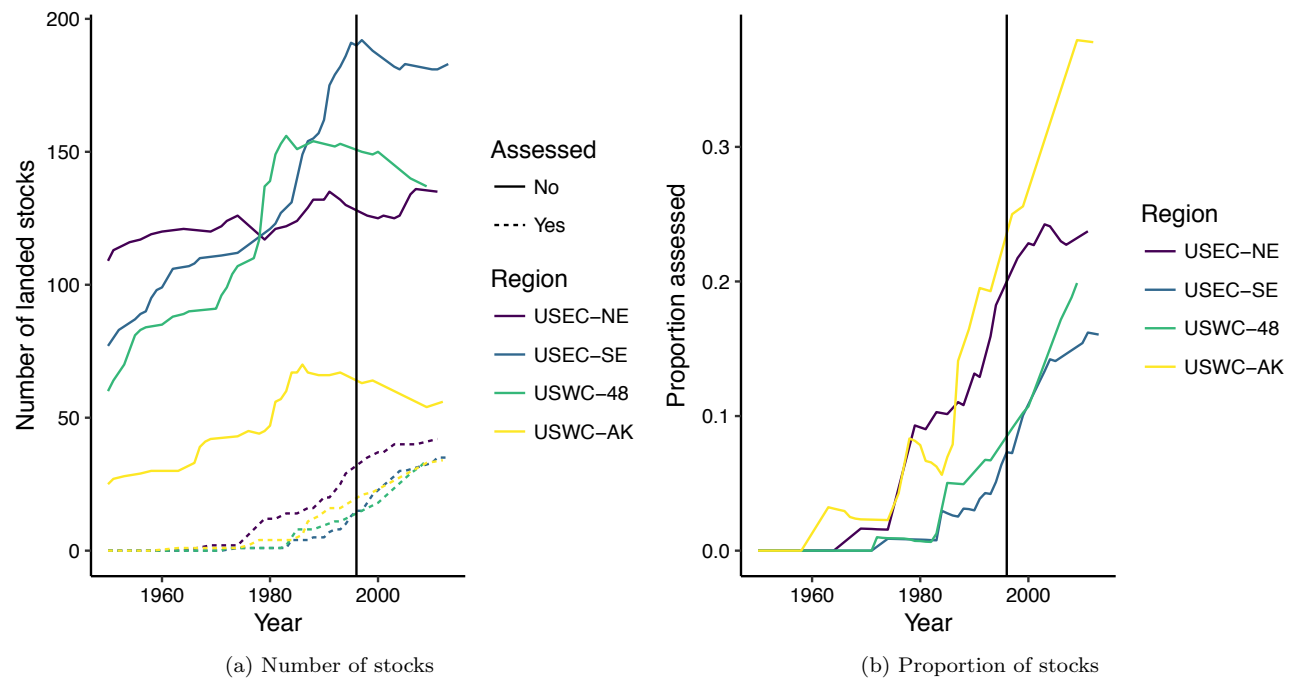 200
150
100
50
0
Number of landed stocks
1960
1980
2000
Year
Assessed
No
Yes
Region
USEC−NE
USEC−SE
USWC−48
USWC−AK
(a) Number of stocks
0.3
0.2
0.1
0.0
Proportion assessed
1960
1980
2000
Year
Region
USEC−NE
USEC−SE
USWC−48
USWC−AK
(b) Proportion of stocks